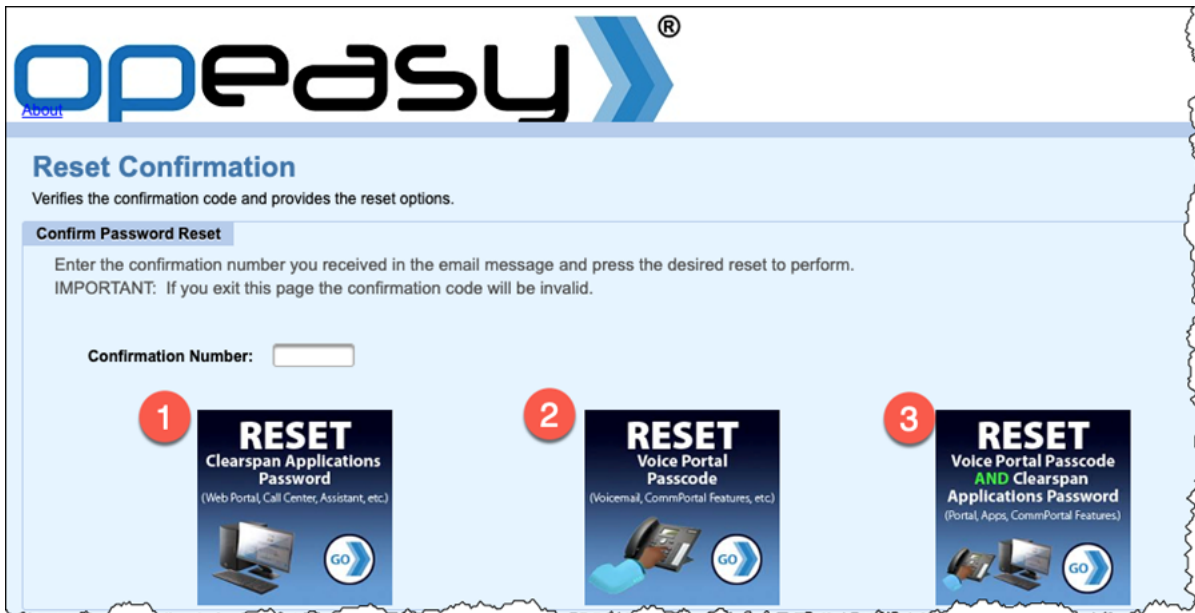 opeasy®
About
Reset Confirmation
Verifies the confirmation code and provides the reset options.
Confirm Password Reset
Enter the confirmation number you received in the email message and press the desired reset to perform.
IMPORTANT: If you exit this page the confirmation code will be invalid.
Confirmation Number:
1
RESET
Clearspan Applications
Password
(Web Portal, Call Center, Assistant, etc.)
GO
2
RESET
Voice Portal
Passcode
(Voicemail, CommPortal Features, etc.)
GO
3
RESET
Voice Portal Passcode
AND Clearspan
Applications Password
(Portal, Apps, CommPortal Features.)
GO